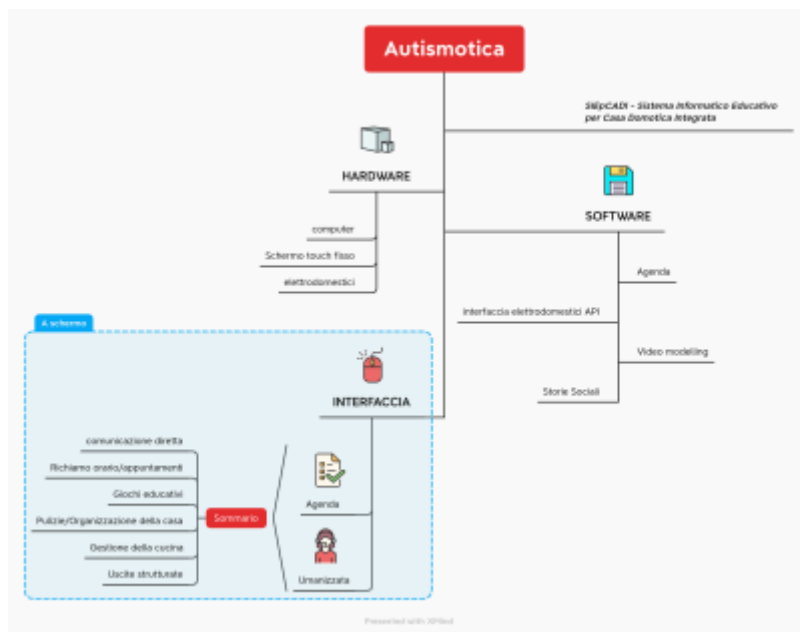 Autismotica
SIEpCADI - Sistema Informatico Educativo
per Casa Domotica Integrata
HARDWARE
computer
Schermo touch fisso
elettrodomestici
SOFTWARE
Agenda
Interfaccia elettrodomestici API
Video modelling
Storie Sociali
A schermo
INTERFACCIA
Agenda
Umanizzata
Sommario
comunicazione diretta
Richiamo orario/appuntamenti
Giochi educativi
Pulizie/Organizzazione della casa
Gestione della cucina
Uscite strutturate
Presented with XMind